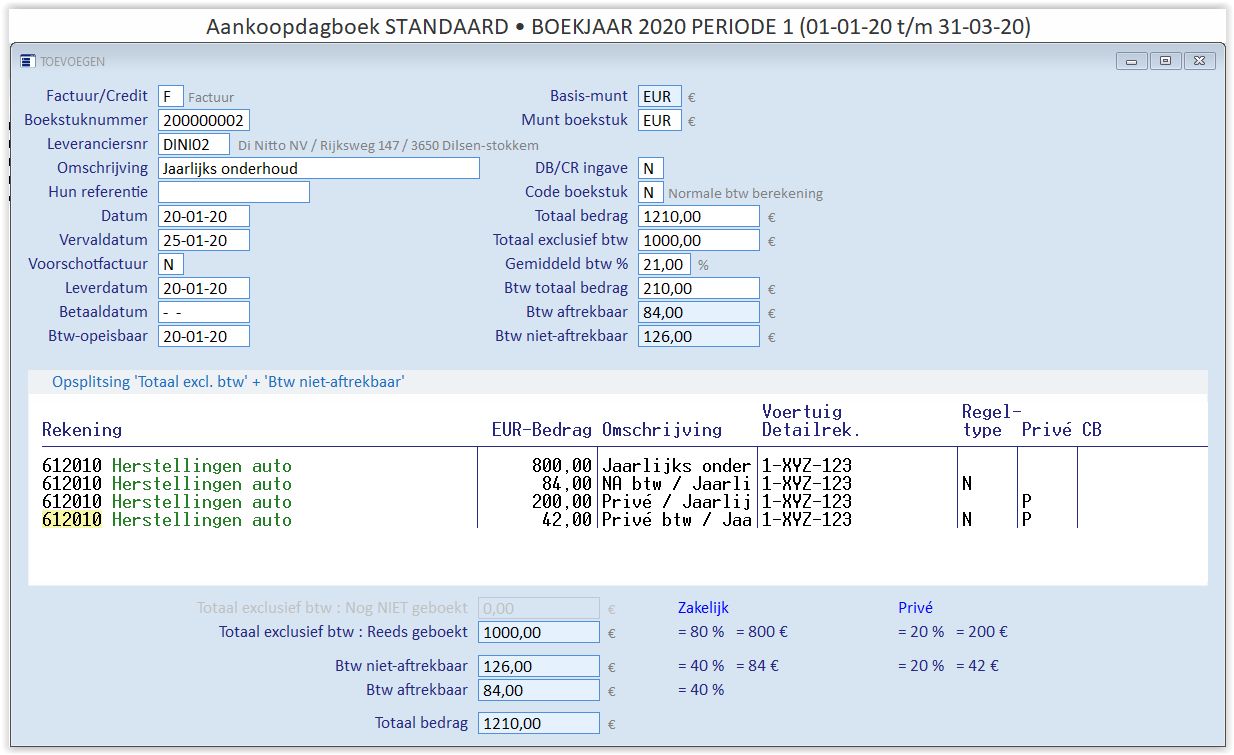 Aankoopdagboek STANDAARD • BOEKJAAR 2020 PERIODE 1 (01-01-20 t/m 31-03-20)
TOEVOEGEN
Factuur/Credit F Factuur Basis-munt EUR €
Boekstuknummer 200000002 Munt boekstuk EUR €
Leveranciersnr DINI02 Di Nitto NV / Rijksweg 147 / 3650 Dilsen-stokkem
Omschrijving Jaarlijks onderhoud DB/CR ingave N
Hun referentie Code boekstuk N Normale btw berekening
Datum 20-01-20 Totaal bedrag 1210,00 €
Vervaldatum 25-01-20 Totaal exclusief btw 1000,00 €
Voorschotfactuur N Gemiddeld btw % 21,00 %
Leverdatum 20-01-20 Btw totaal bedrag 210,00 €
Betaaldatum - - Btw aftrekbaar 84,00 €
Btw-opeisbaar 20-01-20 Btw niet-aftrekbaar 126,00 €
Opsplitsing 'Totaal excl. btw' + 'Btw niet-aftrekbaar'
Voertuig Regel-
Rekening EUR-Bedrag Omschrijving Detailrek. type Privé CB
612010 Herstellingen auto 800,00 Jaarlijks onder 1-XYZ-123
612010 Herstellingen auto 84,00 NA btw / Jaarli 1-XYZ-123 N
612010 Herstellingen auto 200,00 Privé / Jaarlij 1-XYZ-123 P
612010 Herstellingen auto 42,00 Privé btw / Jaa 1-XYZ-123 N P
Totaal exclusief btw : Nog NIET geboekt 0,00 € Zakelijk Privé
Totaal exclusief btw : Reeds geboekt 1000,00 € = 80 % = 800 € = 20 % = 200 €
Btw niet-aftrekbaar 126,00 € = 40 % = 84 € = 20 % = 42 €
Btw aftrekbaar 84,00 € = 40 %
Totaal bedrag 1210,00 €